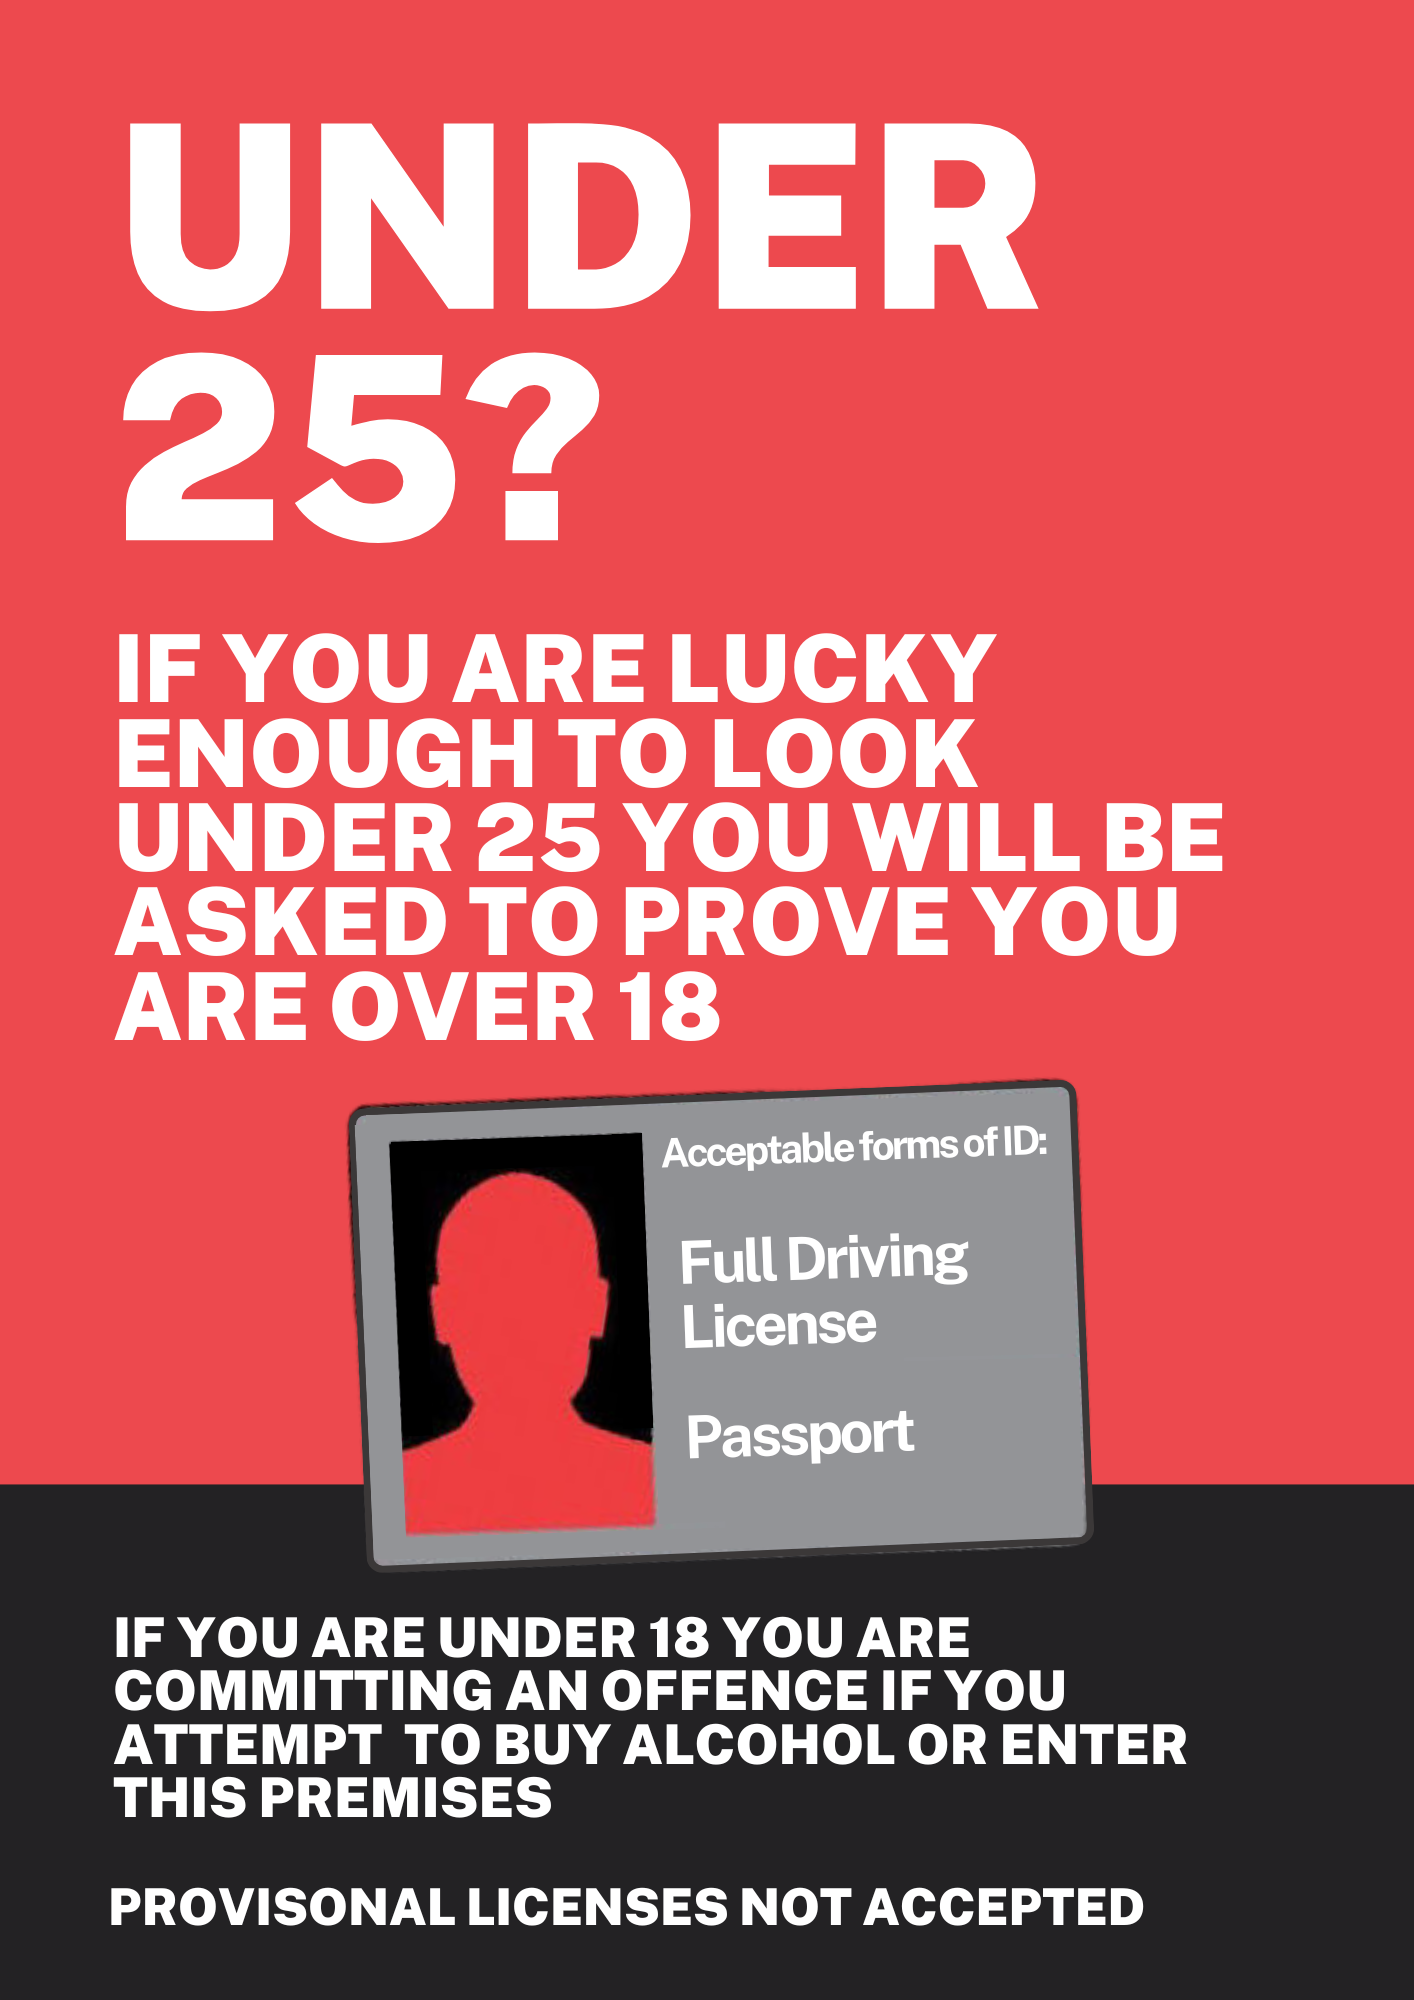 UNDER
25?
IF YOU ARE LUCKY
ENOUGH TO LOOK
UNDER 25 YOU WILL BE
ASKED TO PROVE YOU
ARE OVER 18
Acceptable forms of ID:
Full Driving
License
Passport
IF YOU ARE UNDER 18 YOU ARE
COMMITTING AN OFFENCE IF YOU
ATTEMPT  TO BUY ALCOHOL OR ENTER
THIS PREMISES
PROVISONAL LICENSES NOT ACCEPTED